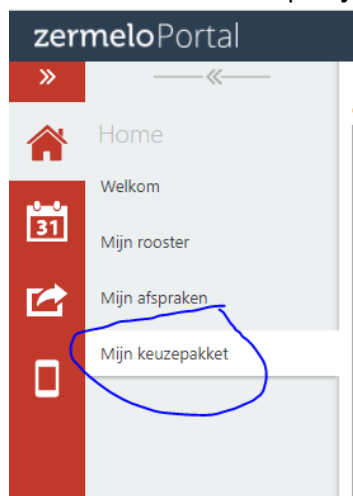 zermeloPortal
Home
Welkom
31
Mijn rooster
Mijn afspraken
Mijn keuzepakket